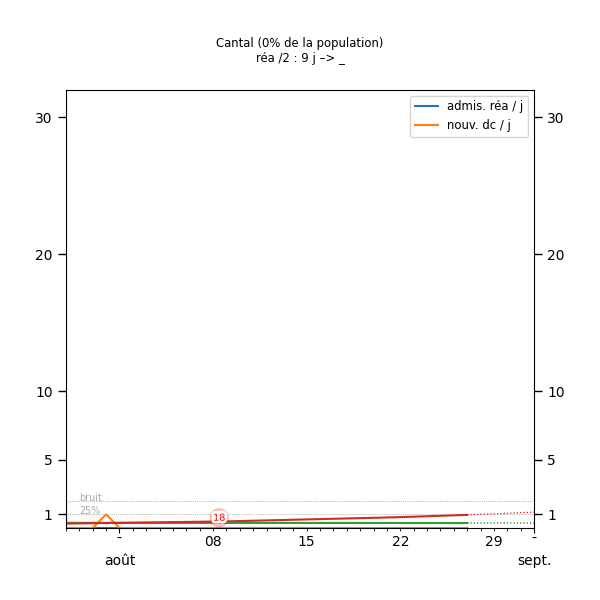 Cantal (0% de la population)
réa /2 : 9 j –> _
admis. réa / j
nouv. dc / j
30
30
20
20
10
10
5
5
bruit
25%
1
1
18
- 08 15 22 29 -
août sept.